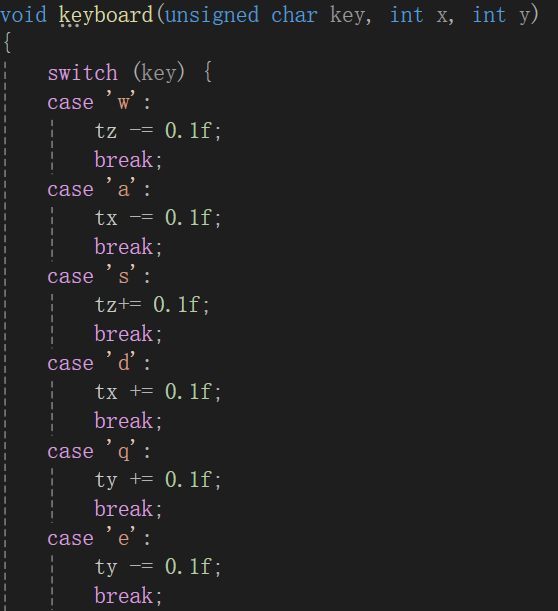 void keyboard(unsigned char key, int x, int y)
{
switch (key) {
case 'w':
tz -= 0.1f;
break;
case 'a':
tx -= 0.1f;
break;
case 's':
tz+= 0.1f;
break;
case 'd':
tx += 0.1f;
break;
case 'q':
ty += 0.1f;
break;
case 'e':
ty -= 0.1f;
break;